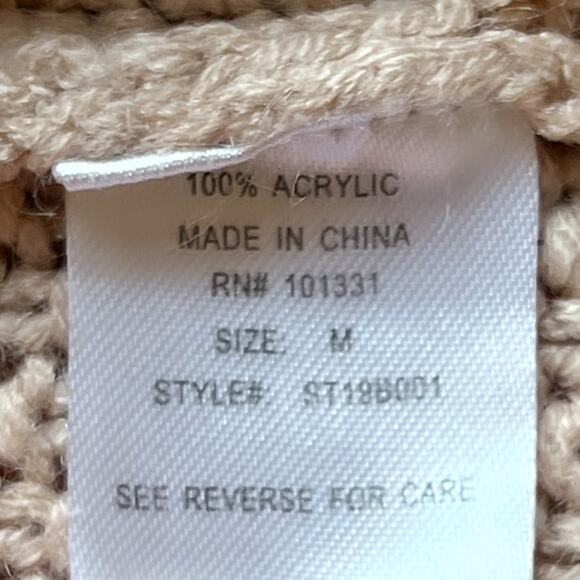 100% ACRYLIC
MADE IN CHINA
RN# 101331
SIZE: M
STYLE#: ST19B001
SEE REVERSE FOR CARE